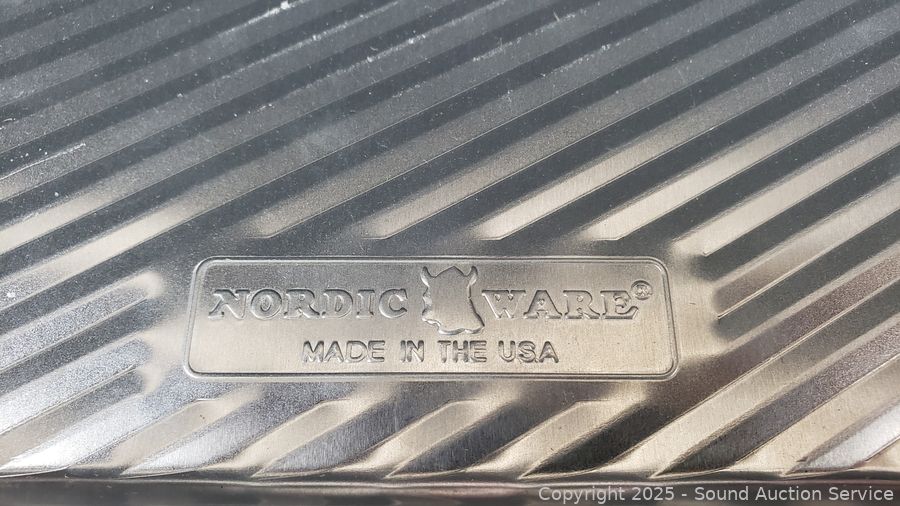 NORDIC WARE®
MADE IN THE USA
Copyright 2025 - Sound Auction Service